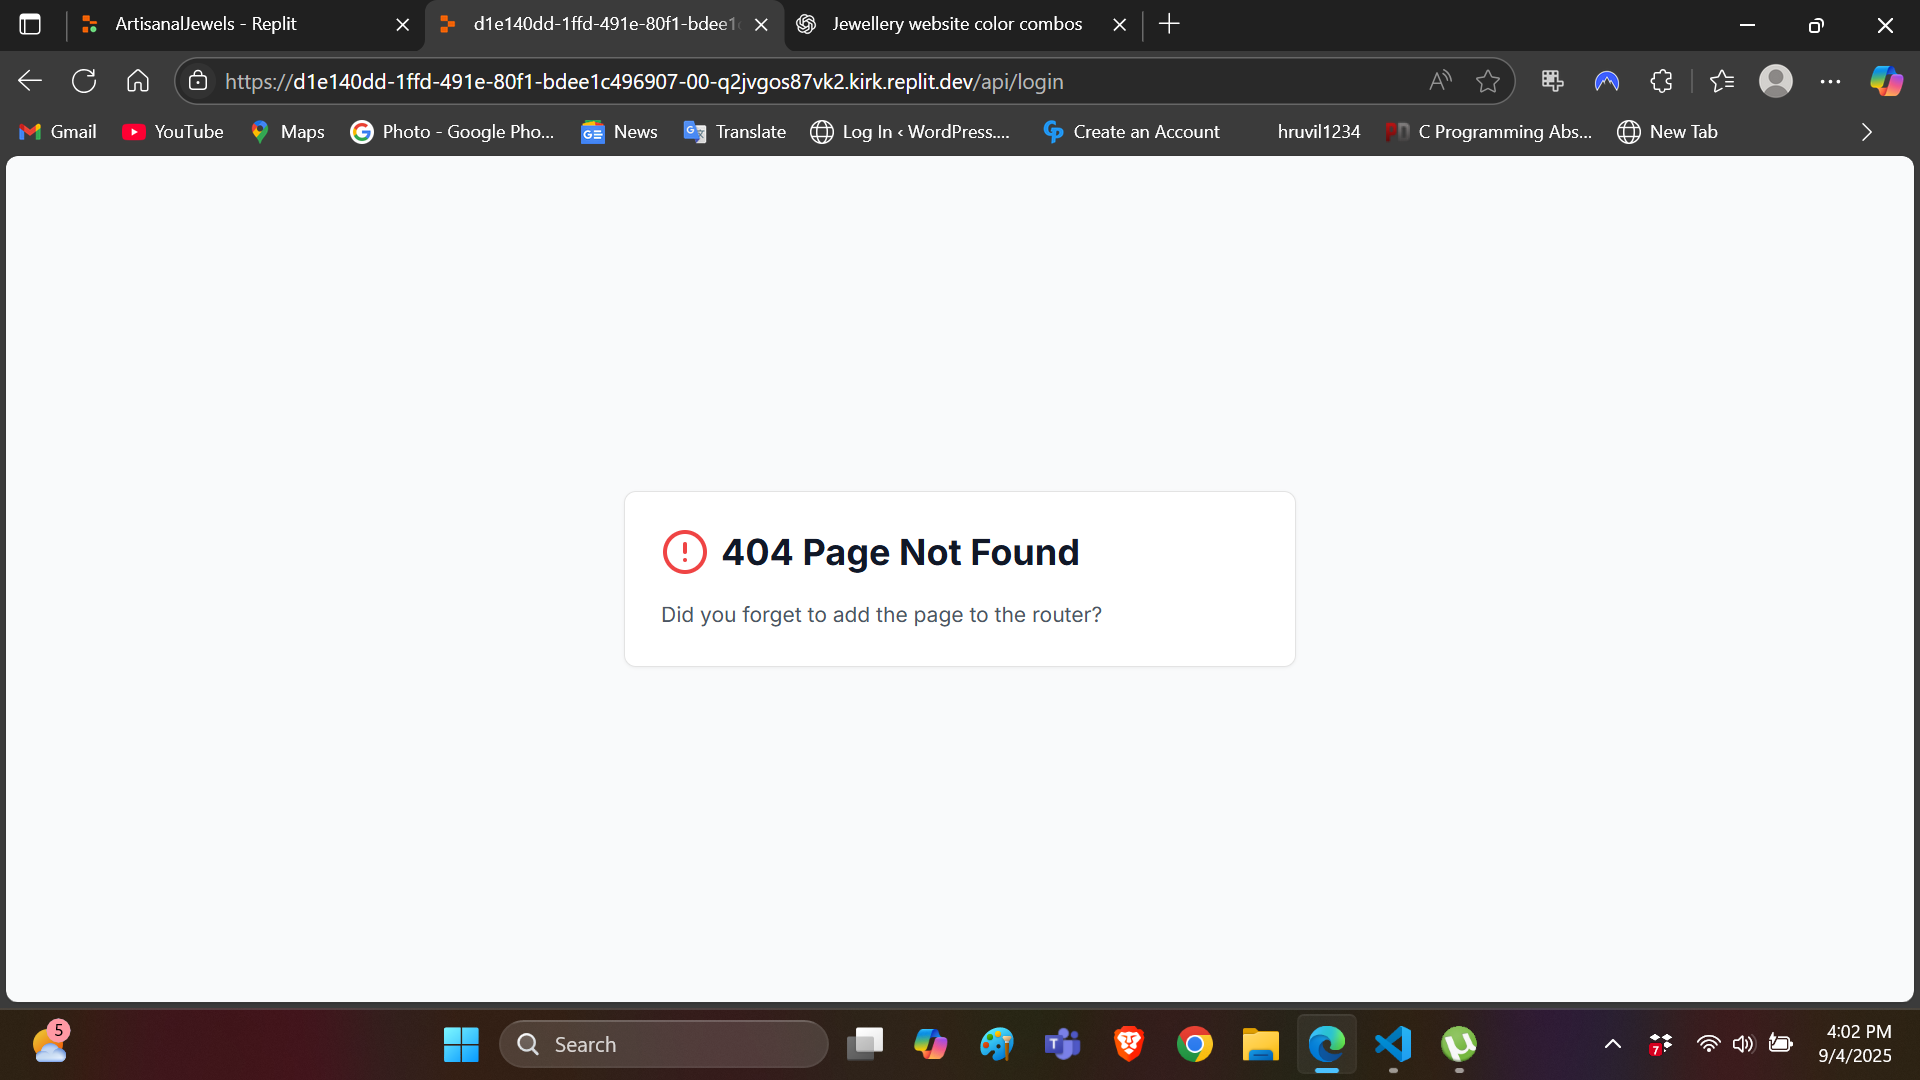 ArtisanalJewels - Replit
d1e140dd-1ffd-491e-80f1-bdee1c
Jewellery website color combos
https://d1e140dd-1ffd-491e-80f1-bdee1c496907-00-q2jvgos87vk2.kirk.replit.dev/api/login
Gmail
YouTube
Maps
Photo - Google Pho...
News
Translate
Log In ‹ WordPress....
Create an Account
hruvil1234
C Programming Abs...
New Tab
404 Page Not Found
Did you forget to add the page to the router?
5
Search
7
4:02 PM
9/4/2025